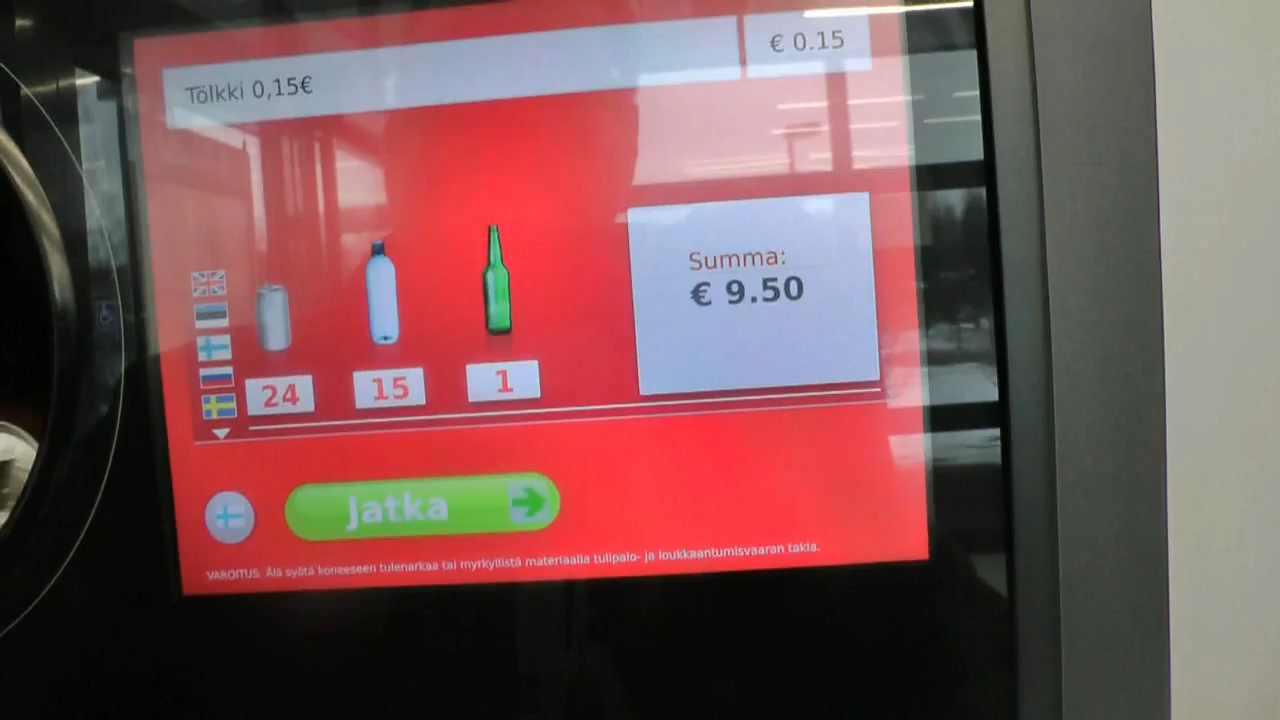 Tölkki 0,15€
€ 0.15
Summa:
€ 9.50
24
15
1
Jatka
VAROITUS: Älä syötä koneeseen tulenarkaa tai myrkyllistä materiaalia tulipalo- ja loukkaantumisvaaran takia.